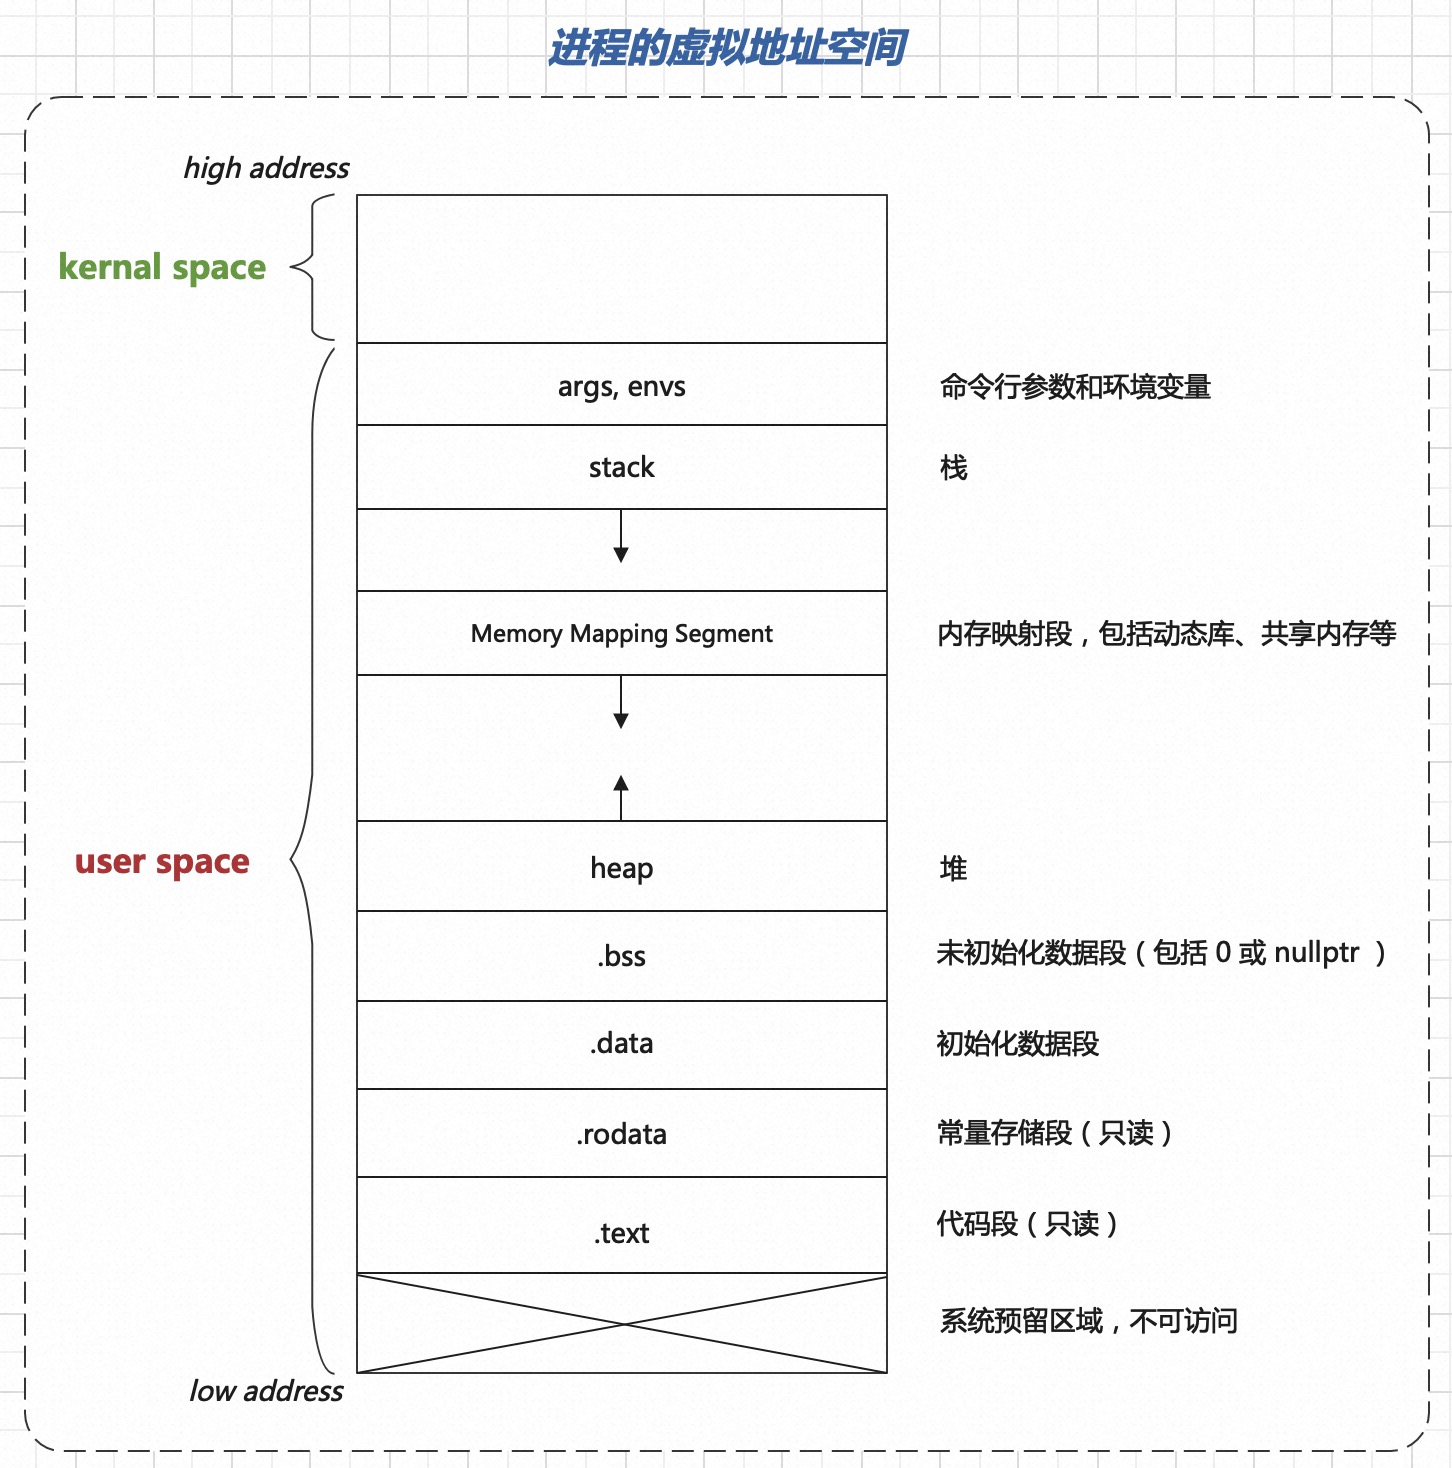 进程的虚拟地址空间
high address
kernal space
args, envs
命令行参数和环境变量
stack
栈
Memory Mapping Segment
内存映射段，包括动态库、共享内存等
user space
heap
堆
.bss
未初始化数据段（包括 0 或 nullptr ）
.data
初始化数据段
.rodata
常量存储段（只读）
.text
代码段（只读）
系统预留区域，不可访问
low address